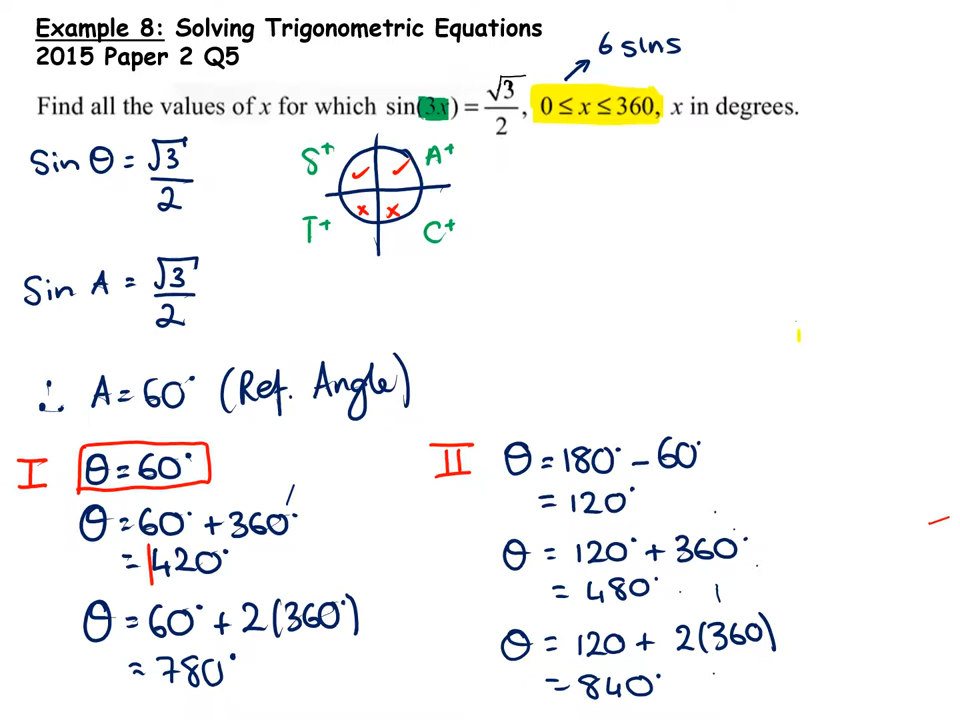 Example 8: Solving Trigonometric Equations
2015 Paper 2 Q5
6 slns
Find all the values of x for which sin(3x) = √3/2, 0 ≤ x ≤ 360, x in degrees.
Sin θ = √3/2
S+ A+
T+ C+
Sin A = √3/2
∴ A = 60° (Ref. Angle)
I θ = 60°
θ = 60° + 360°
= 420°
θ = 60° + 2(360°)
= 780°
II θ = 180° - 60°
= 120°
θ = 120° + 360°
= 480°
θ = 120 + 2(360)
= 840°